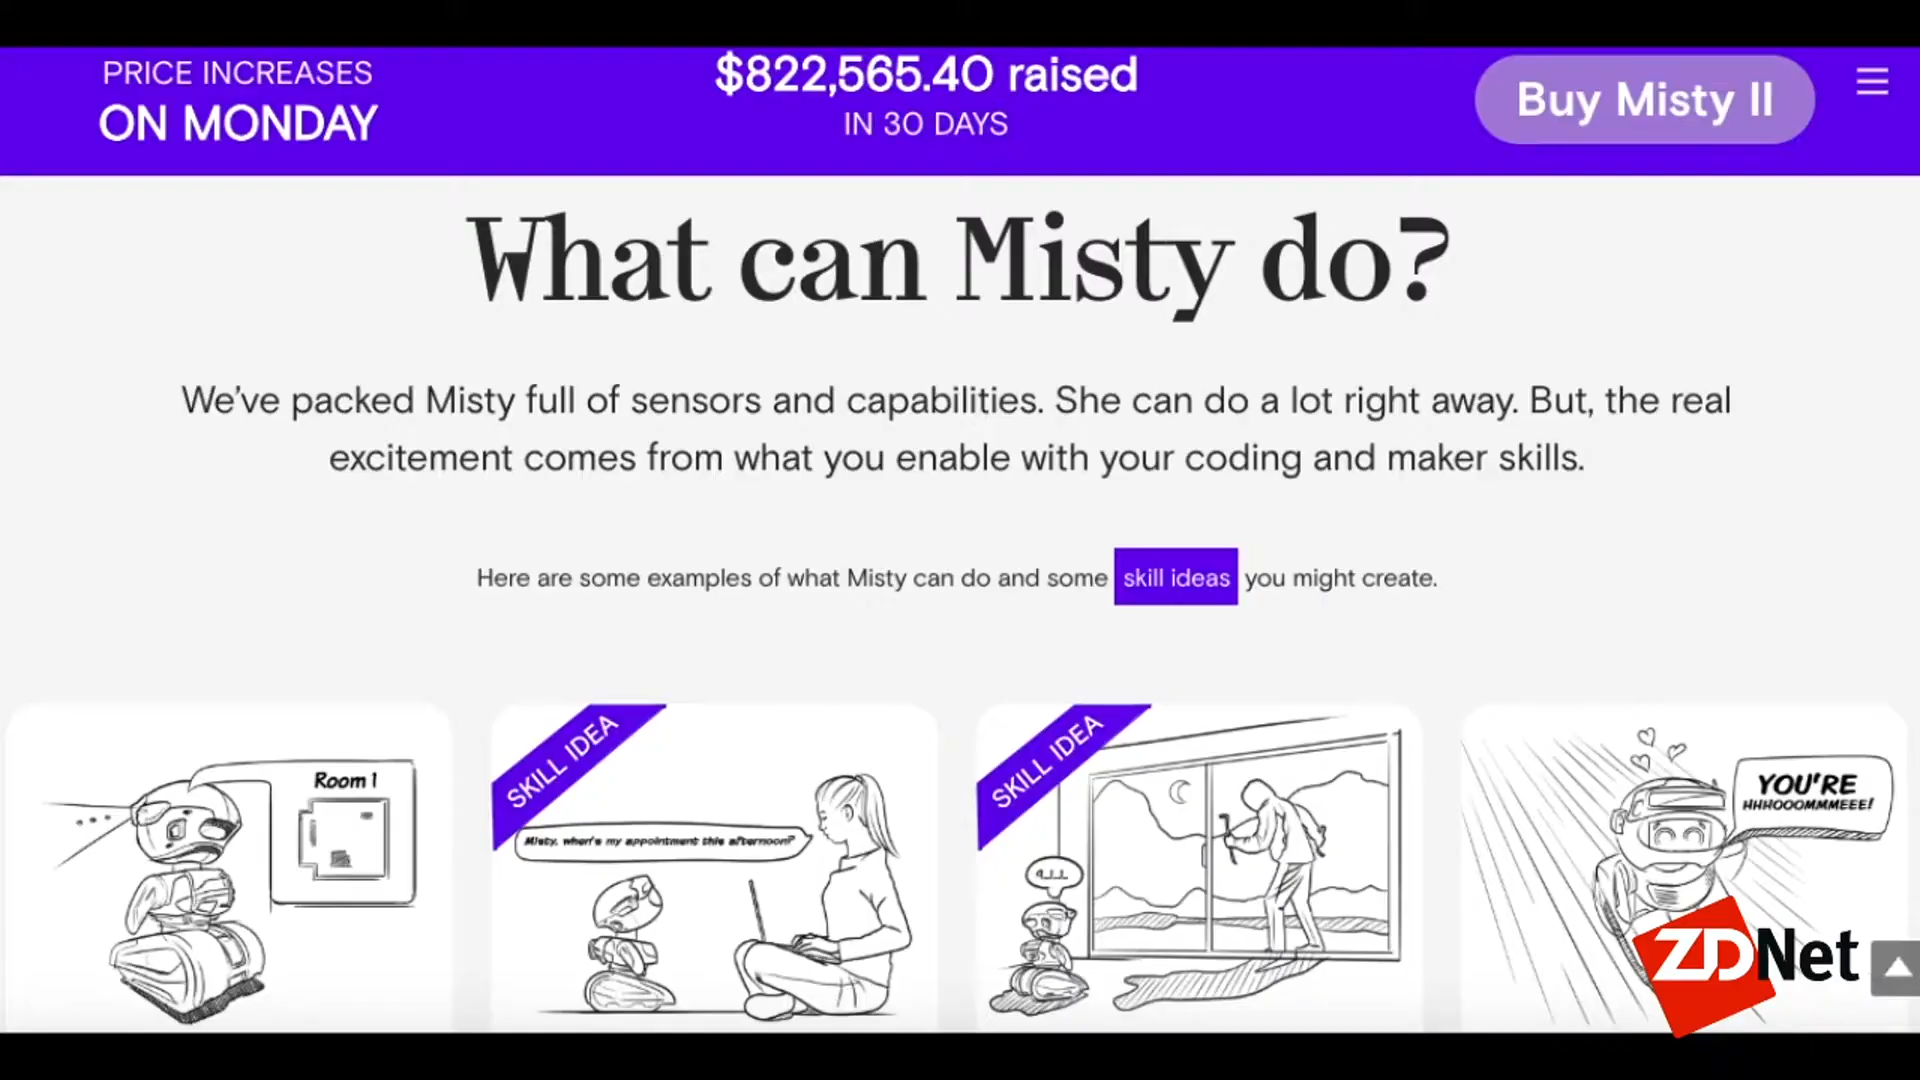 PRICE INCREASES
ON MONDAY
$822,565.40 raised
IN 30 DAYS
Buy Misty II
What can Misty do?
We've packed Misty full of sensors and capabilities. She can do a lot right away. But, the real
excitement comes from what you enable with your coding and maker skills.
Here are some examples of what Misty can do and some skill ideas you might create.
Room 1
SKILL IDEA
Misty, when's my appointment this afternoon?
SKILL IDEA
YOU'RE
HHHOOOMMMEEE!
ZDNet